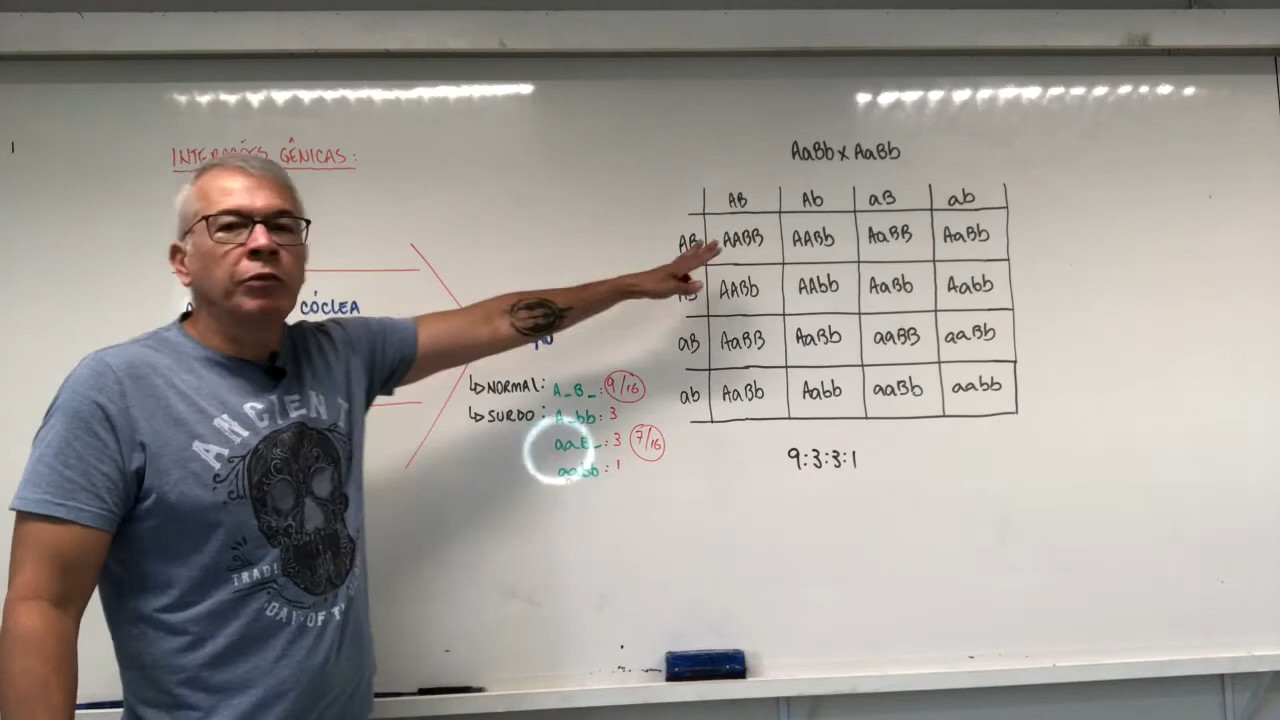 INTERAÇÕES GÊNICAS:
CÓCLEA
↳NORMAL: A_B_: 9/16
↳SURDO: A_bb: 3
aaB_: 3 7/16
aabb: 1
AaBb x AaBb
AB Ab aB ab
AB AABB AABb AaBB AaBb
AABb AAbb AaBb Aabb
aB AaBB AaBb aaBB aaBb
ab AaBb Aabb aaBb aabb
9:3:3:1
ANCIENT
TRADI
DAY OF T